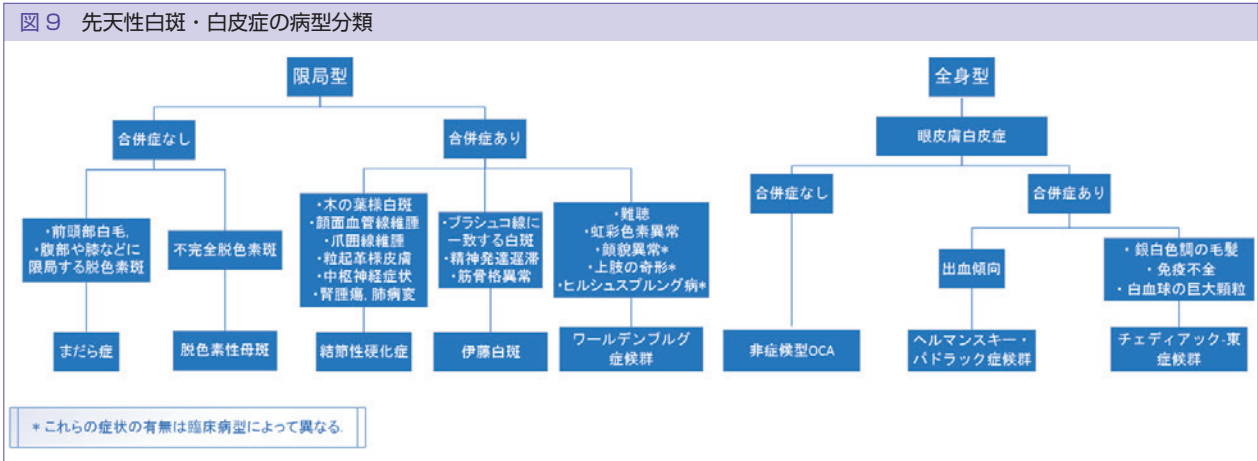 図 9 先天性白斑・白皮症の病型分類
限局型
合併症なし
合併症あり
・前頭部白毛,
・腹部や膝などに
限局する脱色素斑
不完全脱色素斑
・木の葉様白斑
・顔面血管線維腫
・爪囲線維腫
・粒起革様皮膚
・中枢神経症状
・腎腫瘍, 肺病変
・ブラシュコ線に
一致する白斑
・精神発達遅滞
・筋骨格異常
・難聴
・虹彩色素異常
・顔貌異常*
・上肢の奇形*
・ヒルシュスプルング病*
まだら症
脱色素性母斑
結節性硬化症
伊藤白斑
ワールデンブルグ
症候群
全身型
眼皮膚白皮症
合併症なし
合併症あり
出血傾向
・銀白色調の毛髪
・免疫不全
・白血球の巨大顆粒
非症候型OCA
ヘルマンスキー・
パドラック症候群
チェディアック-東
症候群
* これらの症状の有無は臨床病型によって異なる.